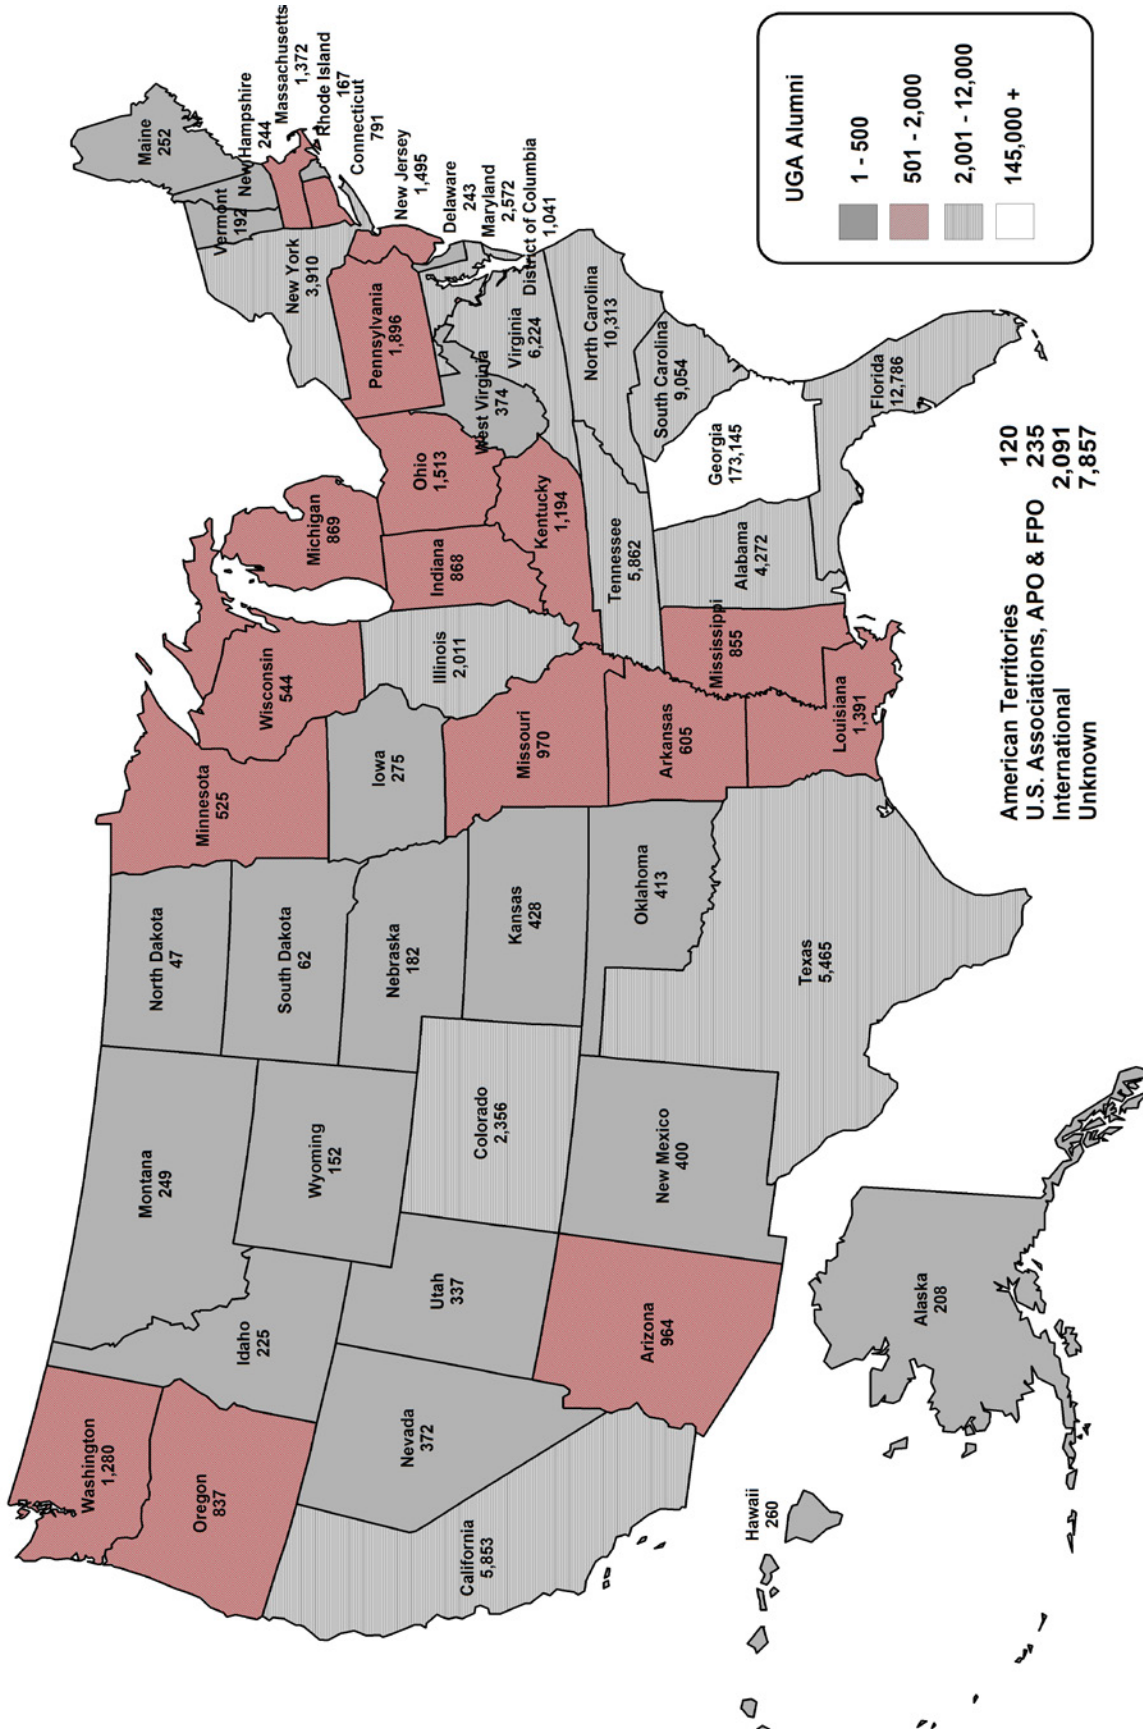 Washington
1,280
Oregon
837
California
5,853
Nevada
372
Idaho
225
Montana
249
Wyoming
152
Utah
337
Arizona
964
Colorado
2,356
New Mexico
400
North Dakota
47
South Dakota
62
Nebraska
182
Kansas
428
Oklahoma
413
Texas
5,465
Minnesota
525
Iowa
275
Missouri
970
Arkansas
605
Louisiana
1,391
Wisconsin
544
Illinois
2,011
Mississippi
855
Michigan
869
Indiana
868
Kentucky
1,194
Tennessee
5,862
Alabama
4,272
Ohio
1,513
West Virginia
374
Georgia
173,145
Florida
12,786
South Carolina
9,054
North Carolina
10,313
Virginia
6,224
Pennsylvania
1,896
New York
3,910
Vermont
192
Maine
252
New Hampshire
244
Massachusetts
1,372
Rhode Island
167
Connecticut
791
New Jersey
1,495
Delaware
243
Maryland
2,572
District of Columbia
1,041
Hawaii
260
Alaska
208
American Territories 120
U.S. Associations, APO & FPO 235
International 2,091
Unknown 7,857
UGA Alumni
1 - 500
501 - 2,000
2,001 - 12,000
145,000 +